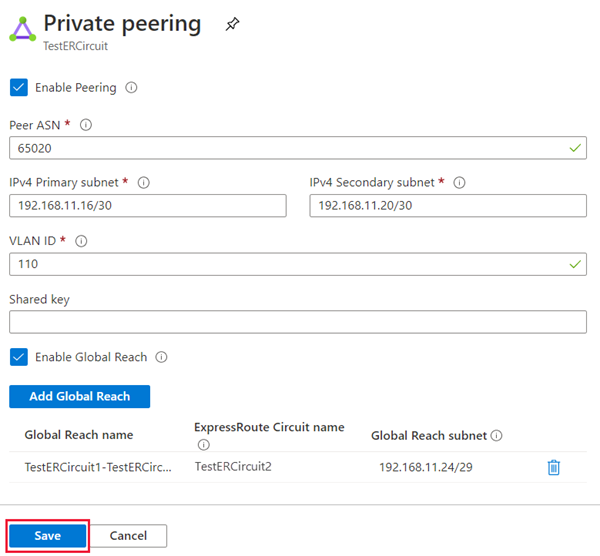 Private peering
TestERCircuit
Enable Peering
Peer ASN *
65020
IPv4 Primary subnet * IPv4 Secondary subnet *
192.168.11.16/30 192.168.11.20/30
VLAN ID *
110
Shared key
Enable Global Reach
Add Global Reach
Global Reach name ExpressRoute Circuit name Global Reach subnet
TestERCircuit1-TestERCirc... TestERCircuit2 192.168.11.24/29
Save Cancel